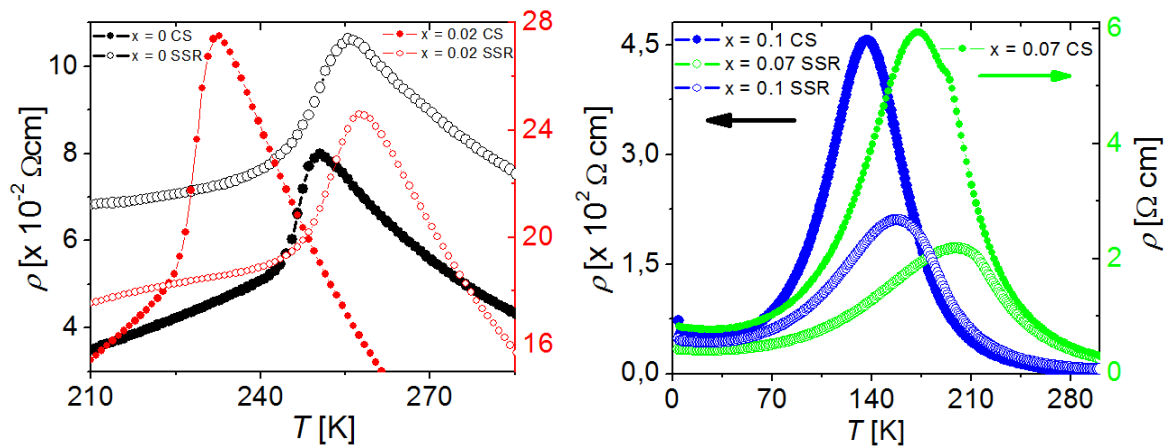 x = 0 CS
x = 0 SSR
x = 0.02 CS
x = 0.02 SSR
10
8
6
4
28
24
20
16
210
240
270
ρ [x 10⁻² Ωcm]
T [K]
x = 0.1 CS
x = 0.07 SSR
x = 0.1 SSR
x = 0.07 CS
4,5
3,0
1,5
0,0
6
4
2
0
0
70
140
210
280
ρ [x 10² Ω cm]
ρ [Ω cm]
T [K]